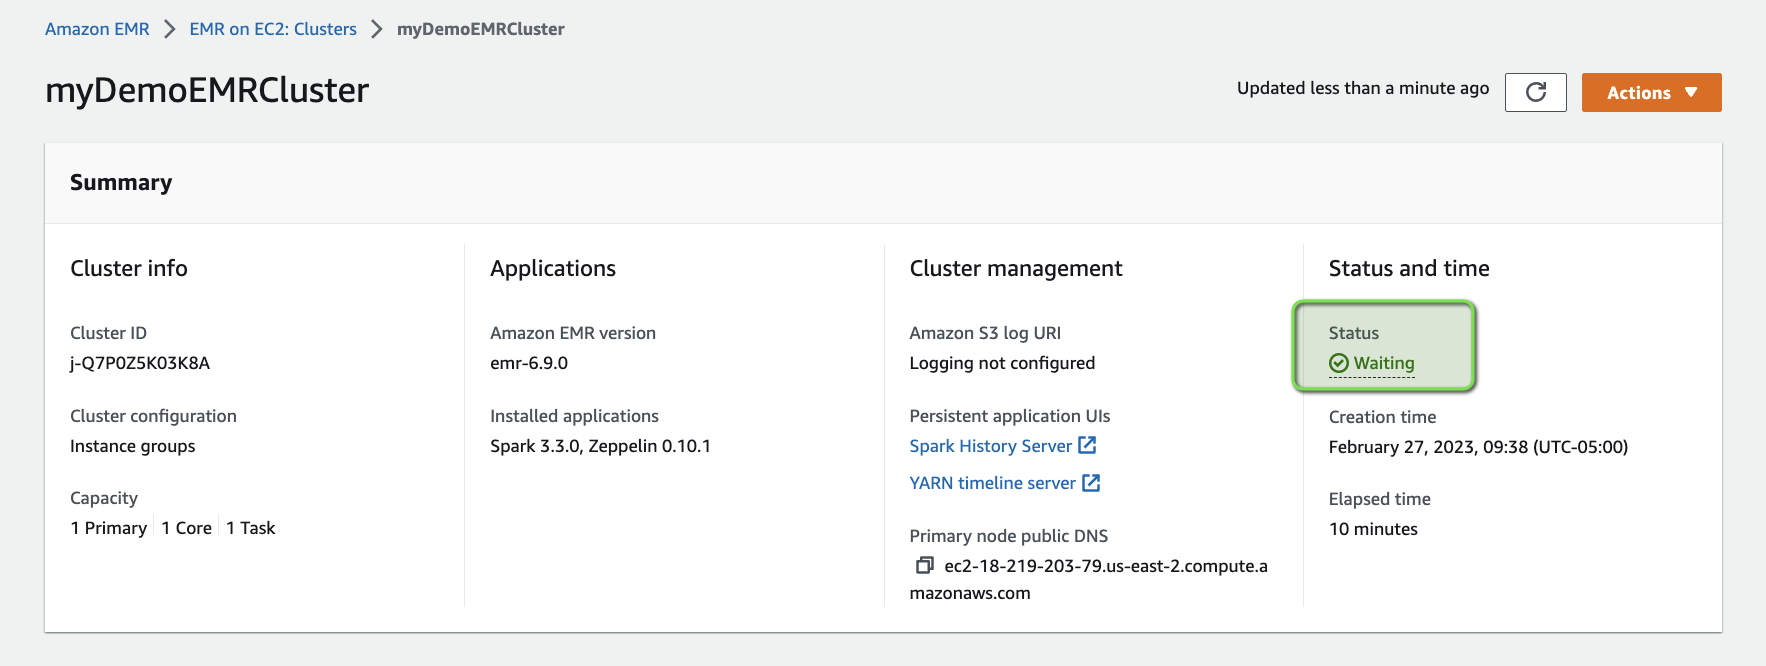 Amazon EMR > EMR on EC2: Clusters > myDemoEMRCluster
myDemoEMRCluster
Updated less than a minute ago
Actions
Summary
Cluster info
Cluster ID
j-Q7P0Z5K03K8A
Cluster configuration
Instance groups
Capacity
1 Primary 1 Core 1 Task
Applications
Amazon EMR version
emr-6.9.0
Installed applications
Spark 3.3.0, Zeppelin 0.10.1
Cluster management
Amazon S3 log URI
Logging not configured
Persistent application UIs
Spark History Server
YARN timeline server
Primary node public DNS
ec2-18-219-203-79.us-east-2.compute.a
mazonaws.com
Status and time
Status
Waiting
Creation time
February 27, 2023, 09:38 (UTC-05:00)
Elapsed time
10 minutes